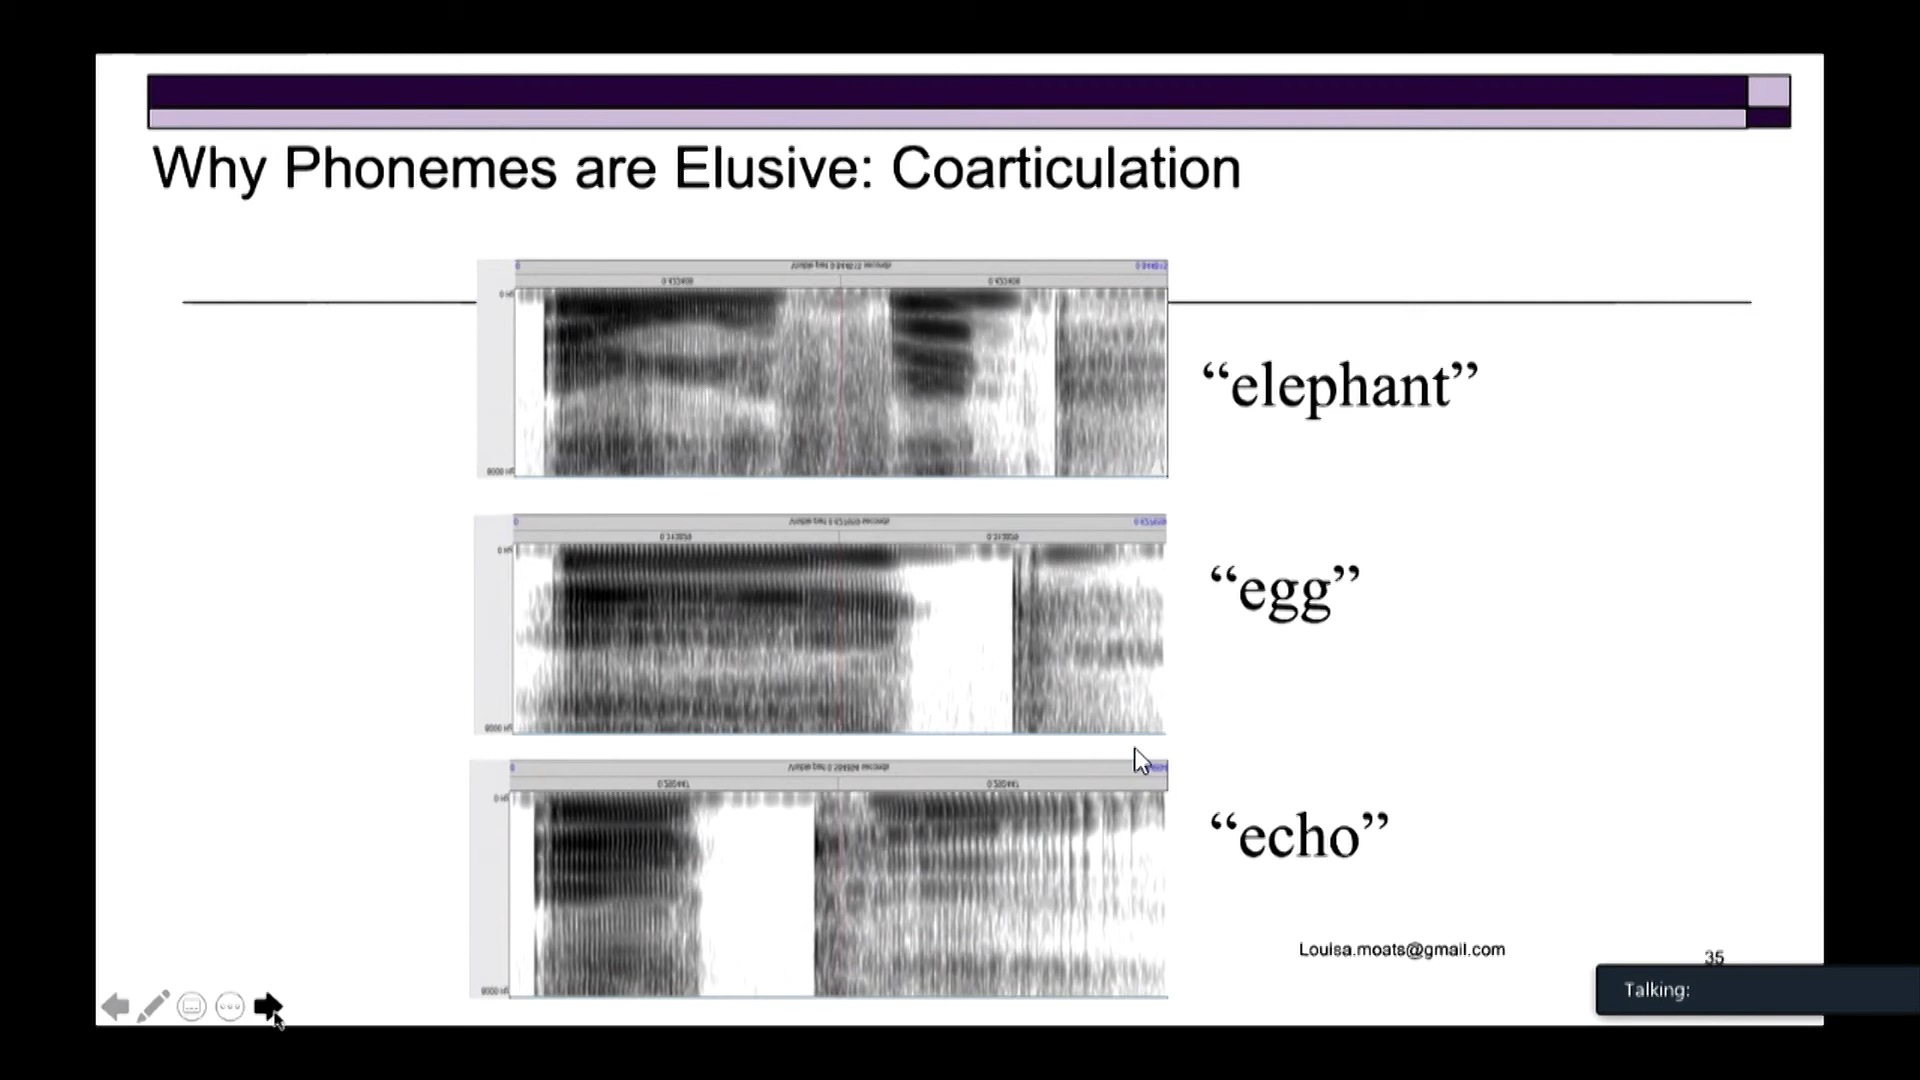 Why Phonemes are Elusive: Coarticulation
“elephant”
“egg”
“echo”
Louisa.moats@gmail.com
35
Talking: